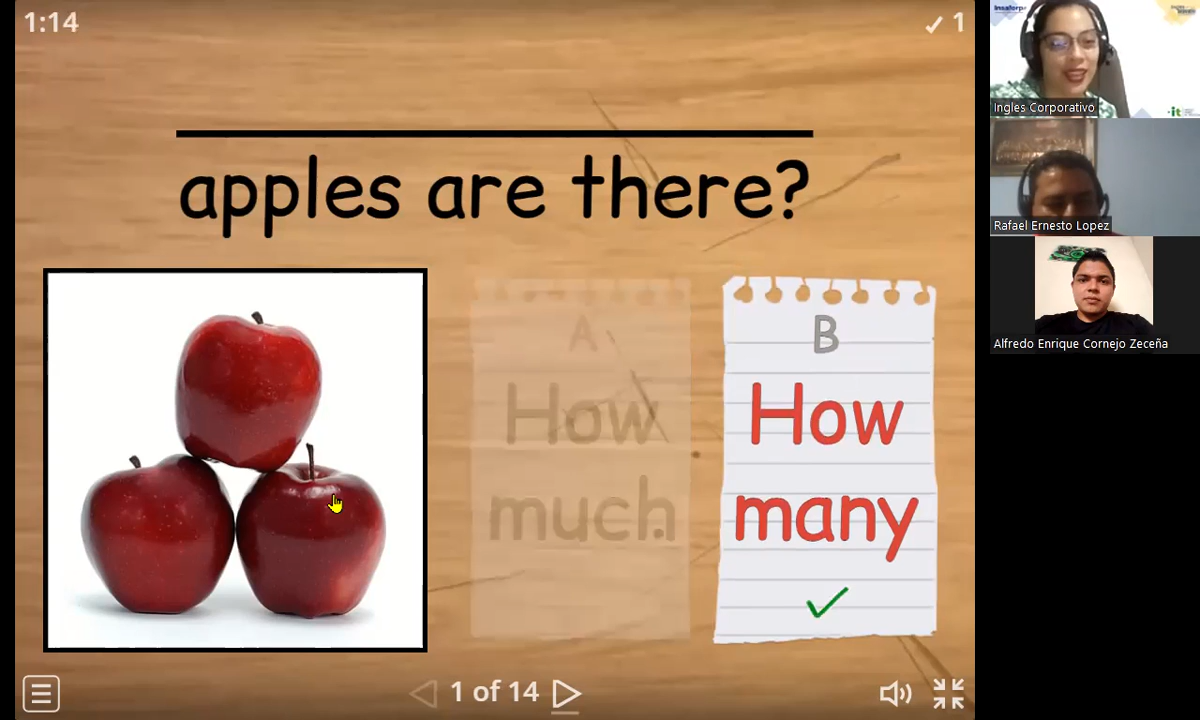 1:14
✓ 1
apples are there?
A
How
much
B
How
many
1 of 14
Insaforp
Ingles Corporativo
Rafael Ernesto Lopez
Alfredo Enrique Cornejo Zeceña